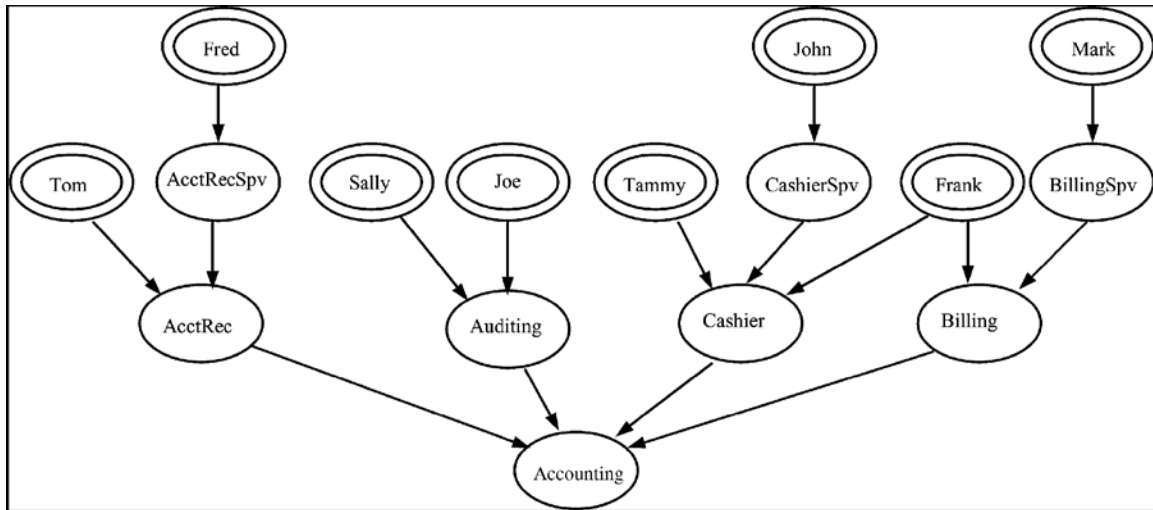 Fred
John
Mark
Tom
AcctRecSpv
Sally
Joe
Tammy
CashierSpv
Frank
BillingSpv
AcctRec
Auditing
Cashier
Billing
Accounting